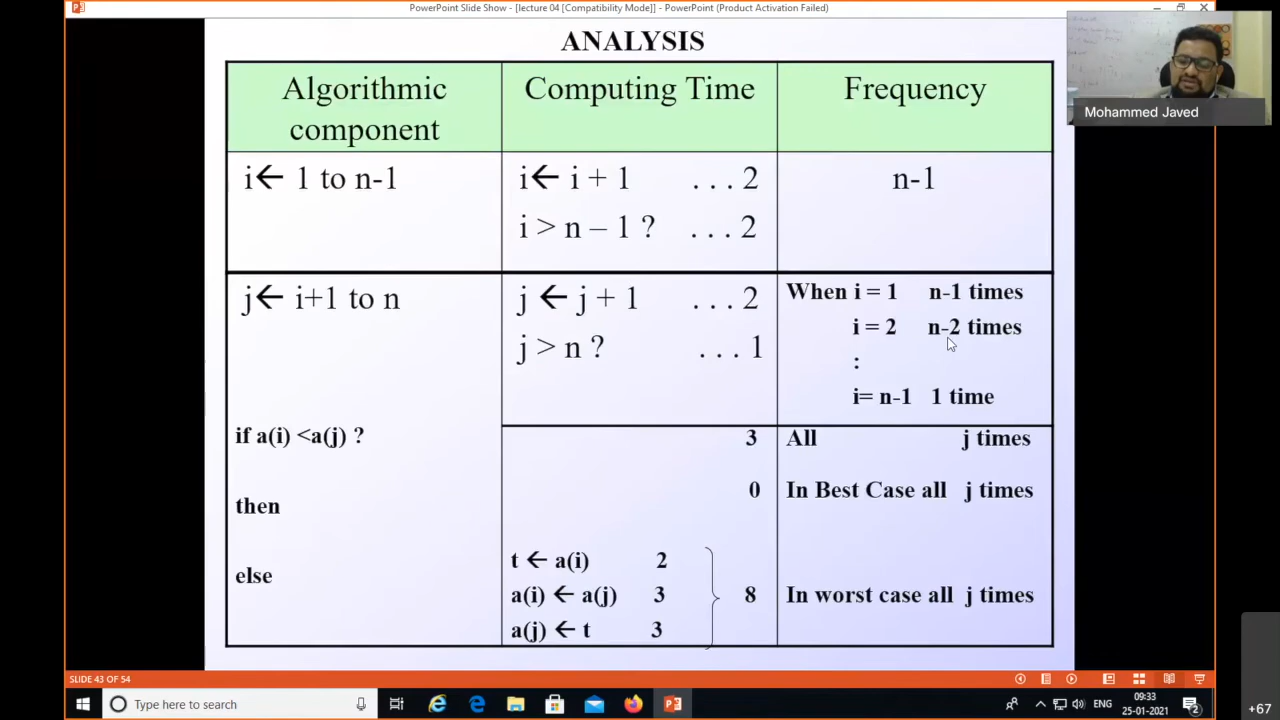 PowerPoint Slide Show - [lecture 04 [Compatibility Mode]] - PowerPoint (Product Activation Failed)
ANALYSIS
Mohammed Javed
Algorithmic component
Computing Time
Frequency
i← 1 to n-1
i← i + 1 . . . 2
i > n – 1 ? . . . 2
n-1
j← i+1 to n
j ← j + 1 . . . 2
j > n ? . . . 1
When i = 1 n-1 times
i = 2 n-2 times
:
i= n-1 1 time
if a(i) <a(j) ?
3
All j times
then
0
In Best Case all j times
else
t ← a(i) 2
a(i) ← a(j) 3
a(j) ← t 3
8
In worst case all j times
SLIDE 43 OF 54
Type here to search
ENG
09:33
25-01-2021
2
+67